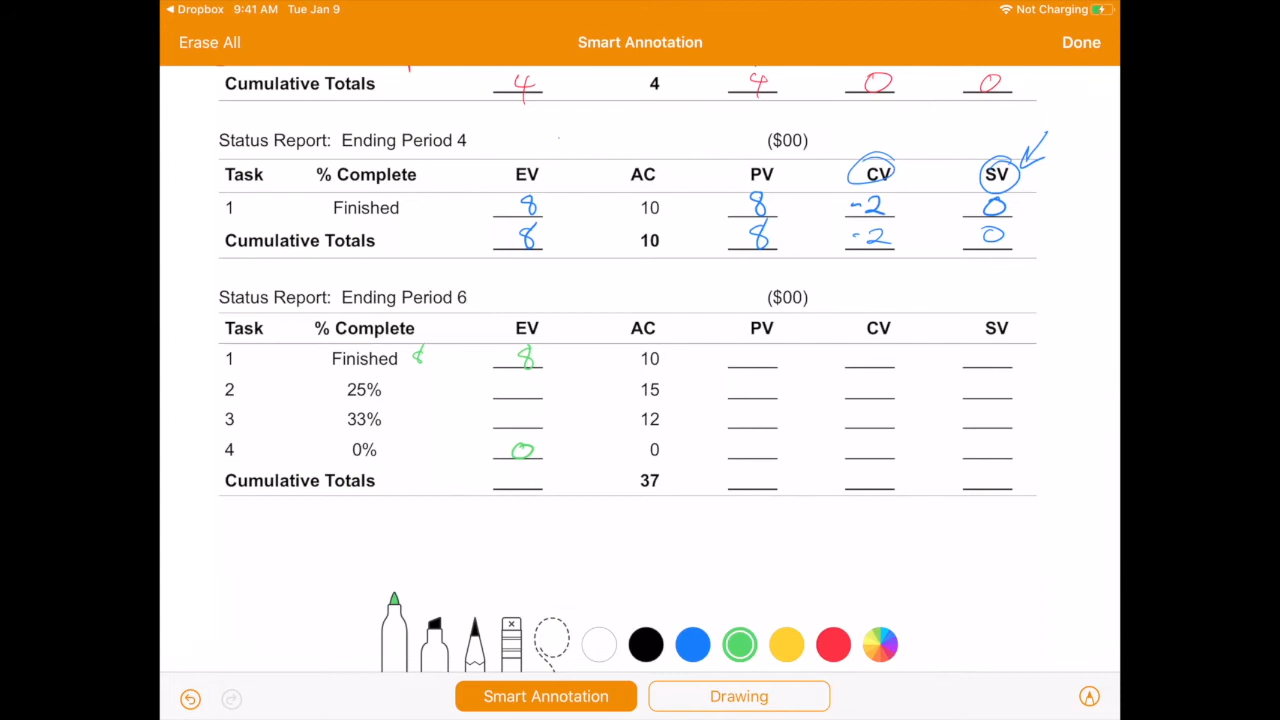 Dropbox 9:41 AM Tue Jan 9 Not Charging
Erase All Smart Annotation Done
Cumulative Totals 4 4 4 0 0
Status Report: Ending Period 4 ($00)
Task % Complete EV AC PV CV SV
1 Finished 8 10 8 -2 0
Cumulative Totals 8 10 8 -2 0
Status Report: Ending Period 6 ($00)
Task % Complete EV AC PV CV SV
1 Finished 8 8 10
2 25% 15
3 33% 12
4 0% 0 0
Cumulative Totals 37
Smart Annotation Drawing